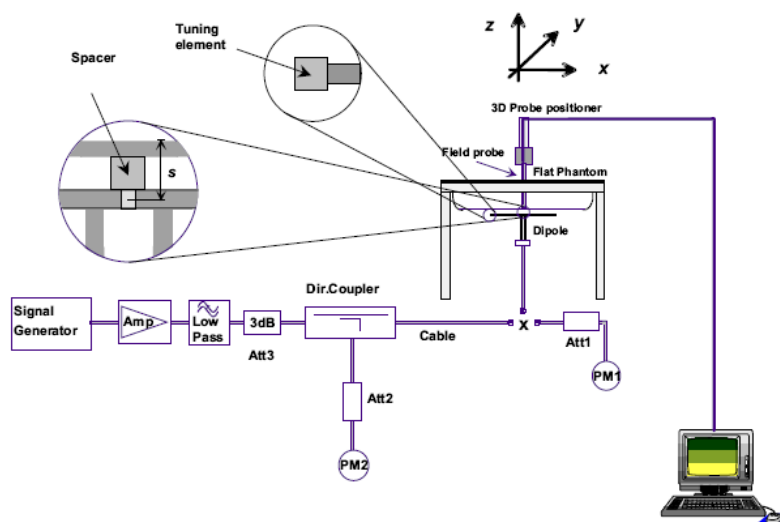 Tuning
element
Spacer
s
z
y
x
3D Probe positioner
Field probe
Flat Phantom
Dipole
Signal
Generator
Amp
Low
Pass
3dB
Att3
Dir.Coupler
Cable
x
Att1
PM1
Att2
PM2